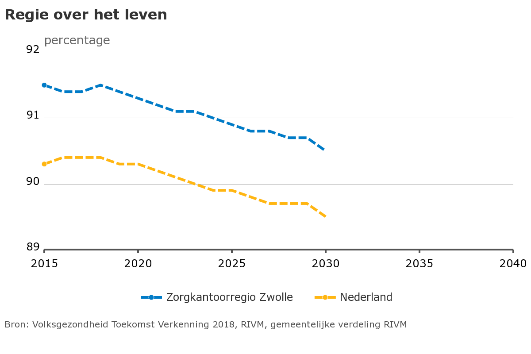 Regie over het leven
percentage
92
91
90
89
2015 2020 2025 2030 2035 2040
Zorgkantoorregio Zwolle Nederland
Bron: Volksgezondheid Toekomst Verkenning 2018, RIVM, gemeentelijke verdeling RIVM